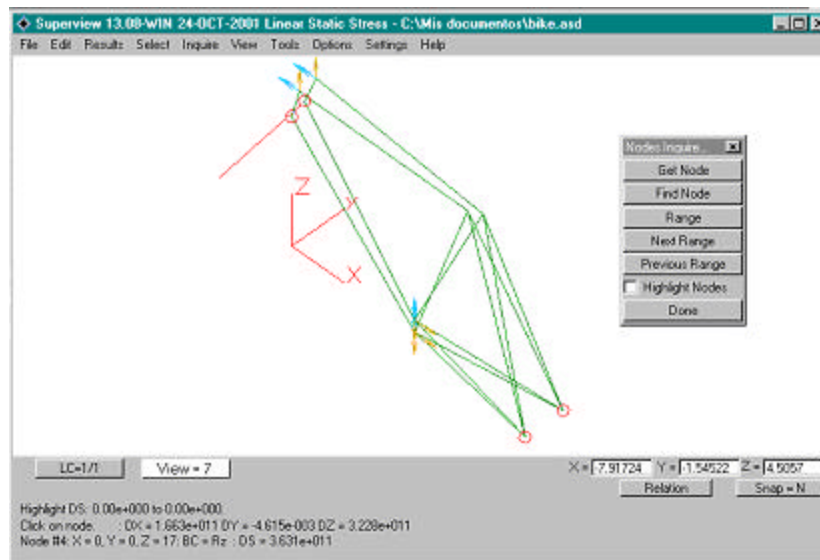 Superview 13.08-WIN 24-OCT-2001 Linear Static Stress - C:\Mis documentos\bike.asd
File Edit Results Select Inquire View Tools Options Settings Help
Nodes Inquire...
Get Node
Find Node
Range
Next Range
Previous Range
Highlight Nodes
Done
Z
Y
X
LC=1/1 View = 7 X = -7.91724 Y = -1.54522 Z = 4.5057
Relation Snap = N
Highlight DS: 0.00e+000 to 0.00e+000.
Click on node. : DX = 1.663e+011 DY = -4.615e-003 DZ = 3.228e+011
Node #4: X = 0, Y = 0, Z = 17: BC = Rz : DS = 3.631e+011